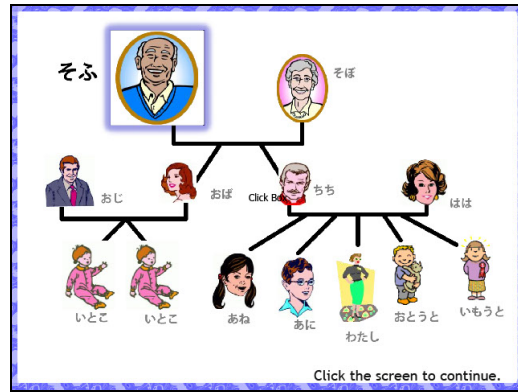 そふ
そぼ
おじ
おば
Click Bo
ちち
はは
いとこ
いとこ
あね
あに
わたし
おとうと
いもうと
Click the screen to continue.